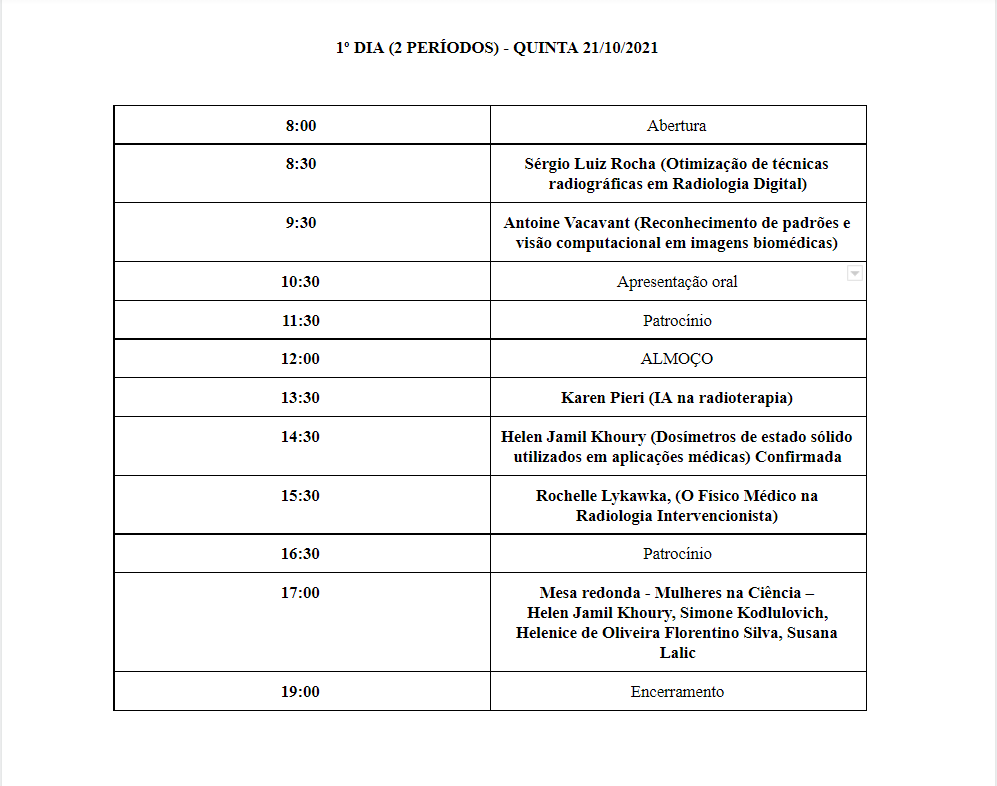 1º DIA (2 PERÍODOS) - QUINTA 21/10/2021
8:00
Abertura
8:30
Sérgio Luiz Rocha (Otimização de técnicas
radiográficas em Radiologia Digital)
9:30
Antoine Vacavant (Reconhecimento de padrões e
visão computacional em imagens biomédicas)
10:30
Apresentação oral
11:30
Patrocínio
12:00
ALMOÇO
13:30
Karen Pieri (IA na radioterapia)
14:30
Helen Jamil Khoury (Dosímetros de estado sólido
utilizados em aplicações médicas) Confirmada
15:30
Rochelle Lykawka, (O Físico Médico na
Radiologia Intervencionista)
16:30
Patrocínio
17:00
Mesa redonda - Mulheres na Ciência –
Helen Jamil Khoury, Simone Kodlulovich,
Helenice de Oliveira Florentino Silva, Susana
Lalic
19:00
Encerramento